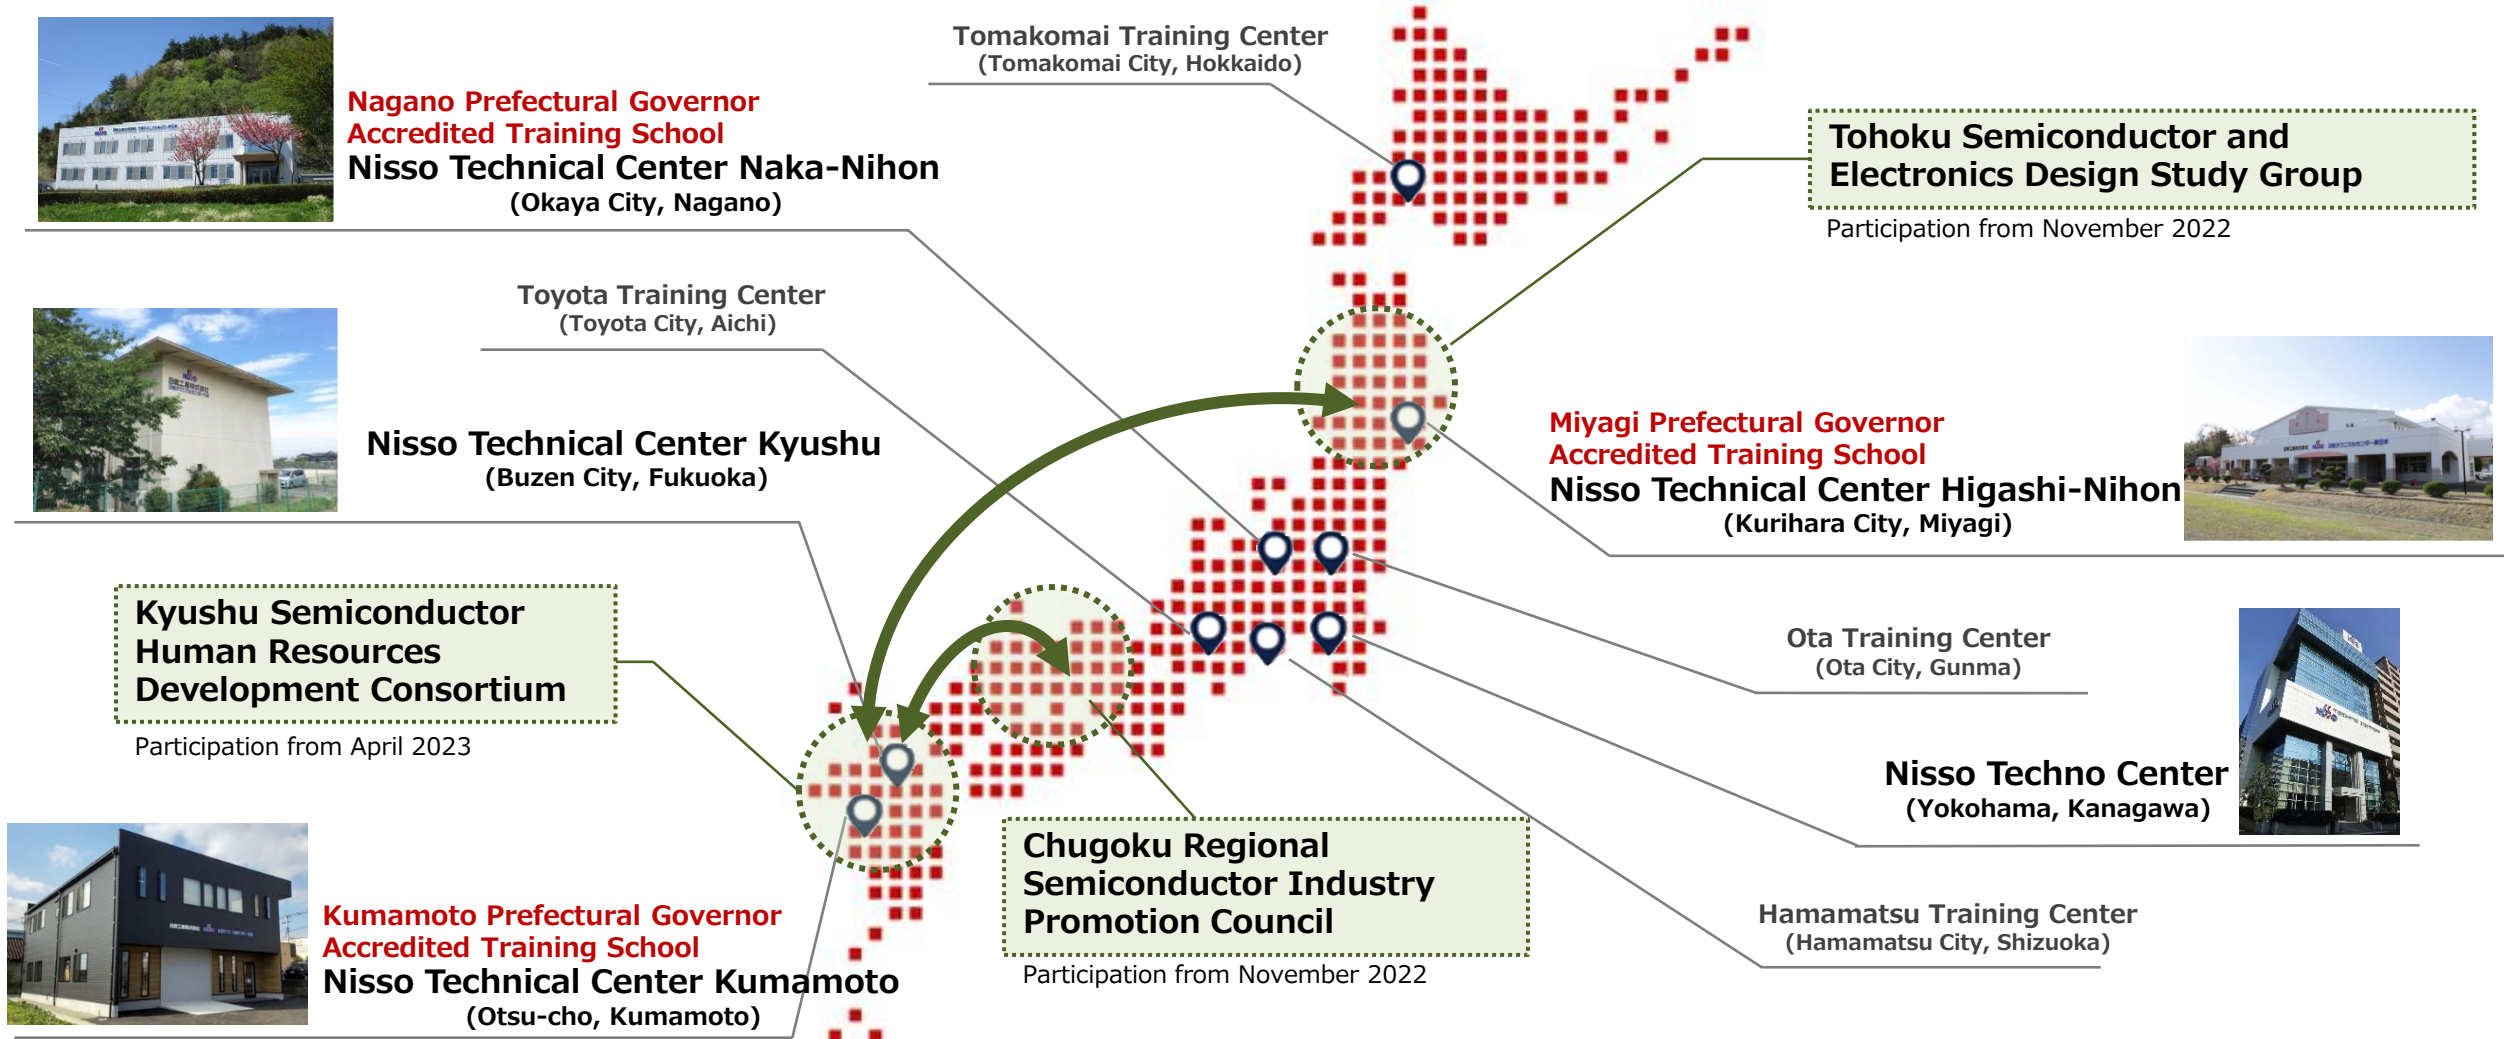 Tomakomai Training Center
(Tomakomai City, Hokkaido)
Nagano Prefectural Governor
Accredited Training School
Nisso Technical Center Naka-Nihon
(Okaya City, Nagano)
Tohoku Semiconductor and
Electronics Design Study Group
Participation from November 2022
Toyota Training Center
(Toyota City, Aichi)
Nisso Technical Center Kyushu
(Buzen City, Fukuoka)
Miyagi Prefectural Governor
Accredited Training School
Nisso Technical Center Higashi-Nihon
(Kurihara City, Miyagi)
Kyushu Semiconductor
Human Resources
Development Consortium
Participation from April 2023
Ota Training Center
(Ota City, Gunma)
Nisso Techno Center
(Yokohama, Kanagawa)
Chugoku Regional
Semiconductor Industry
Promotion Council
Participation from November 2022
Hamamatsu Training Center
(Hamamatsu City, Shizuoka)
Kumamoto Prefectural Governor
Accredited Training School
Nisso Technical Center Kumamoto
(Otsu-cho, Kumamoto)